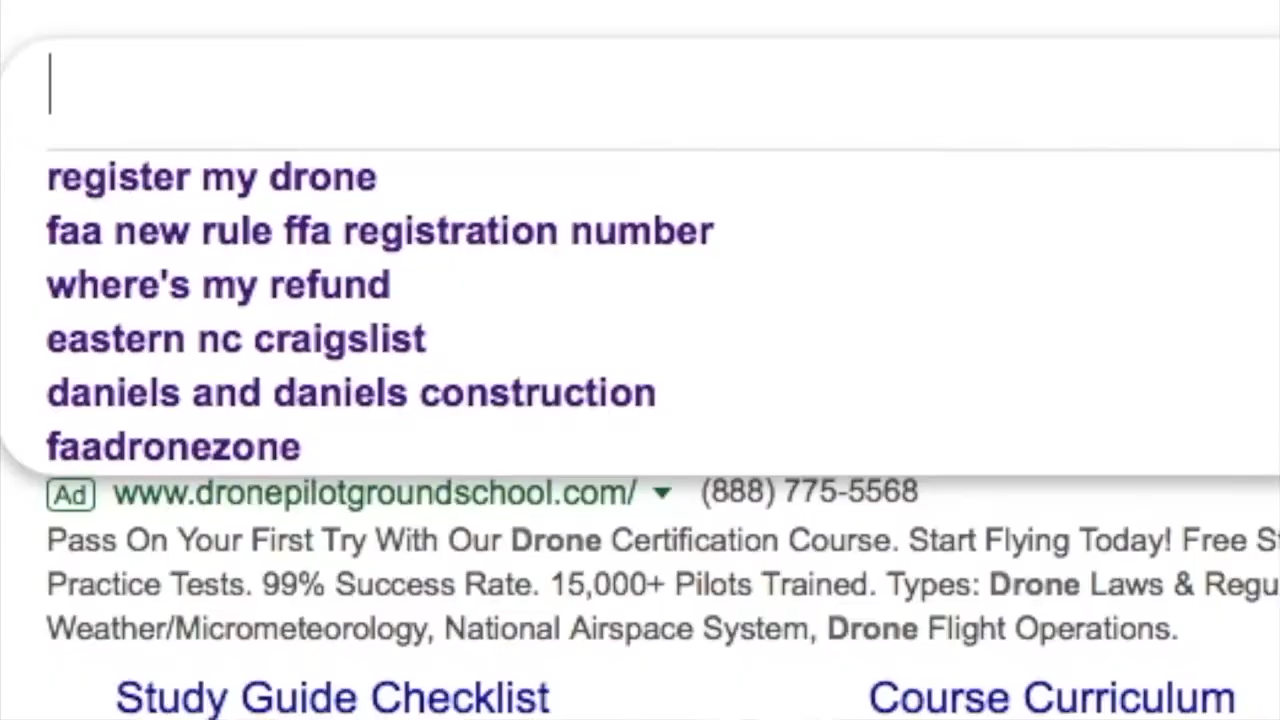 register my drone
faa new rule ffa registration number
where's my refund
eastern nc craigslist
daniels and daniels construction
faadronezone
Ad www.dronepilotgroundschool.com/ (888) 775-5568
Pass On Your First Try With Our Drone Certification Course. Start Flying Today! Free
Practice Tests. 99% Success Rate. 15,000+ Pilots Trained. Types: Drone Laws &
Weather/Micrometeorology, National Airspace System, Drone Flight Operations.
Study Guide Checklist Course Curriculum